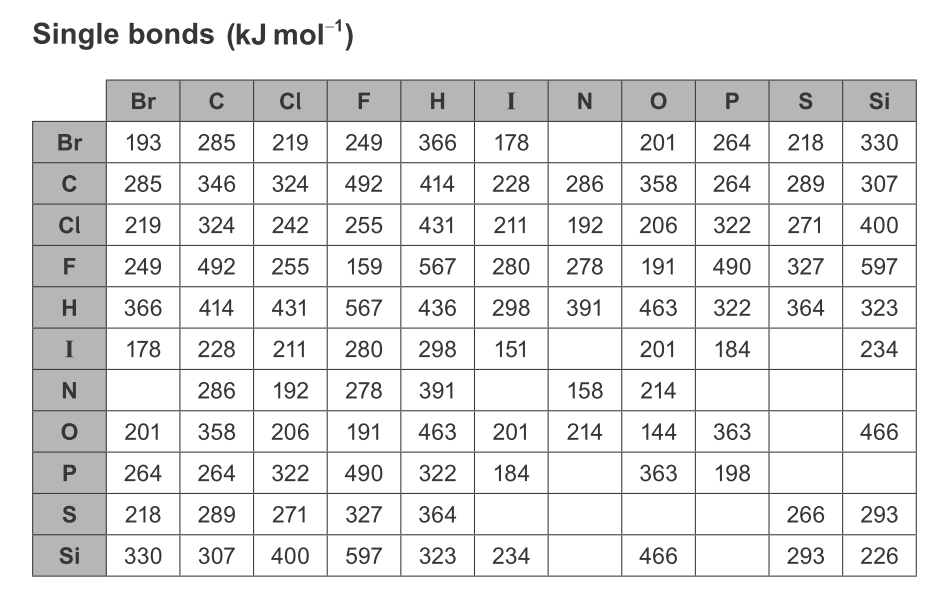 Single bonds (kJ mol⁻¹)
Br C Cl F H I N O P S Si
Br 193 285 219 249 366 178 201 264 218 330
C 285 346 324 492 414 228 286 358 264 289 307
Cl 219 324 242 255 431 211 192 206 322 271 400
F 249 492 255 159 567 280 278 191 490 327 597
H 366 414 431 567 436 298 391 463 322 364 323
I 178 228 211 280 298 151 201 184 234
N 286 192 278 391 158 214
O 201 358 206 191 463 201 214 144 363 466
P 264 264 322 490 322 184 363 198
S 218 289 271 327 364 266 293
Si 330 307 400 597 323 234 466 293 226